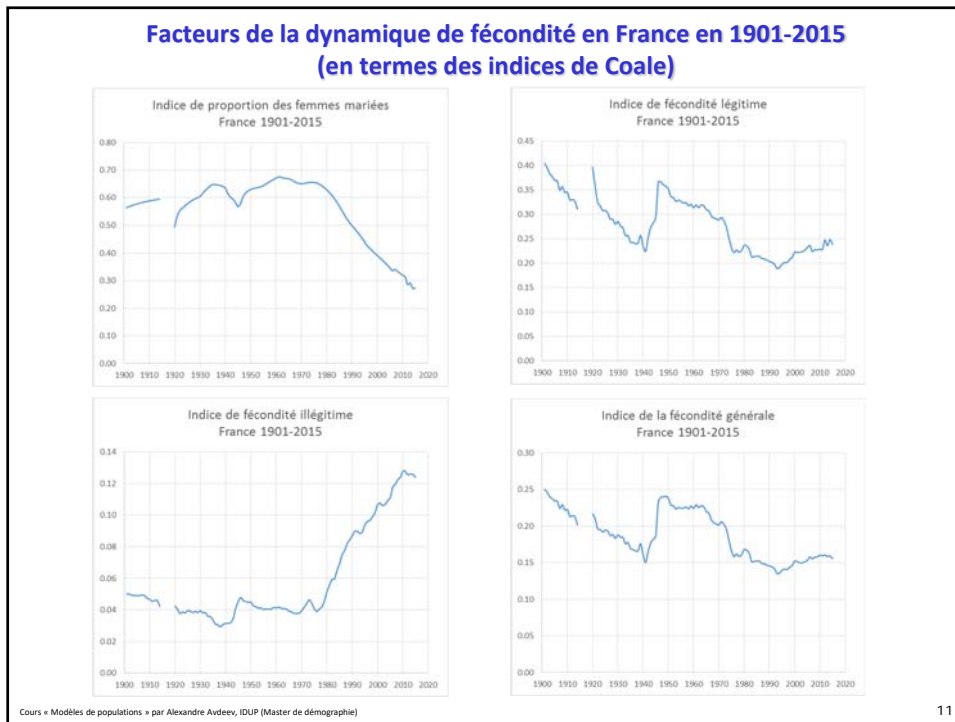 Facteurs de la dynamique de fécondité en France en 1901-2015
(en termes des indices de Coale)
Indice de proportion des femmes mariées
France 1901-2015
0.80
0.70
0.60
0.50
0.40
0.30
0.20
0.10
0.00
1900 1910 1920 1930 1940 1950 1960 1970 1980 1990 2000 2010 2020
Indice de fécondité légitime
France 1901-2015
0.45
0.40
0.35
0.30
0.25
0.20
0.15
0.10
0.05
0.00
1900 1910 1920 1930 1940 1950 1960 1970 1980 1990 2000 2010 2020
Indice de fécondité illégitime
France 1901-2015
0.14
0.12
0.10
0.08
0.06
0.04
0.02
0.00
1900 1910 1920 1930 1940 1950 1960 1970 1980 1990 2000 2010 2020
Indice de la fécondité générale
France 1901-2015
0.30
0.25
0.20
0.15
0.10
0.05
0.00
1900 1910 1920 1930 1940 1950 1960 1970 1980 1990 2000 2010 2020
Cours « Modèles de populations » par Alexandre Avdeev, IDUP (Master de démographie)
11